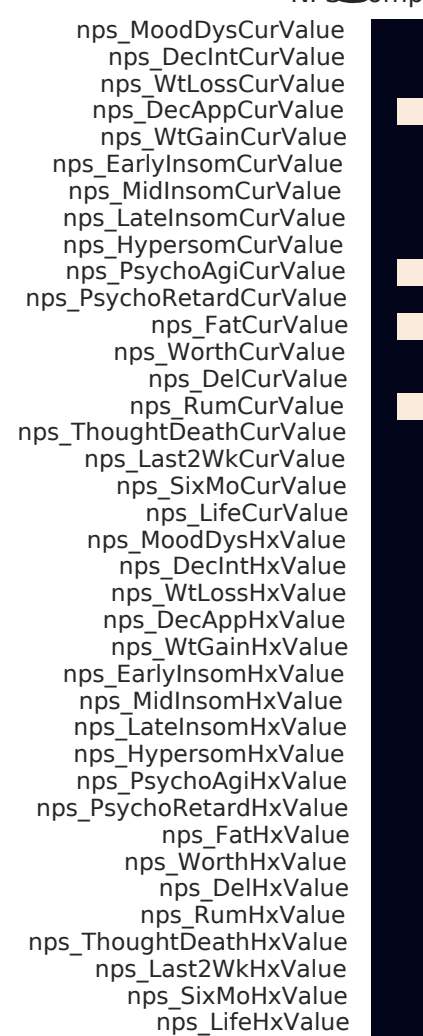 nps_MoodDysCurValue
nps_DecIntCurValue
nps_WtLossCurValue
nps_DecAppCurValue
nps_WtGainCurValue
nps_EarlyInsomCurValue
nps_MidInsomCurValue
nps_LateInsomCurValue
nps_HypersomCurValue
nps_PsychoAgiCurValue
nps_PsychoRetardCurValue
nps_FatCurValue
nps_WorthCurValue
nps_DelCurValue
nps_RumCurValue
nps_ThoughtDeathCurValue
nps_Last2WkCurValue
nps_SixMoCurValue
nps_LifeCurValue
nps_MoodDysHxValue
nps_DecIntHxValue
nps_WtLossHxValue
nps_DecAppHxValue
nps_WtGainHxValue
nps_EarlyInsomHxValue
nps_MidInsomHxValue
nps_LateInsomHxValue
nps_HypersomHxValue
nps_PsychoAgiHxValue
nps_PsychoRetardHxValue
nps_FatHxValue
nps_WorthHxValue
nps_DelHxValue
nps_RumHxValue
nps_ThoughtDeathHxValue
nps_Last2WkHxValue
nps_SixMoHxValue
nps_LifeHxValue